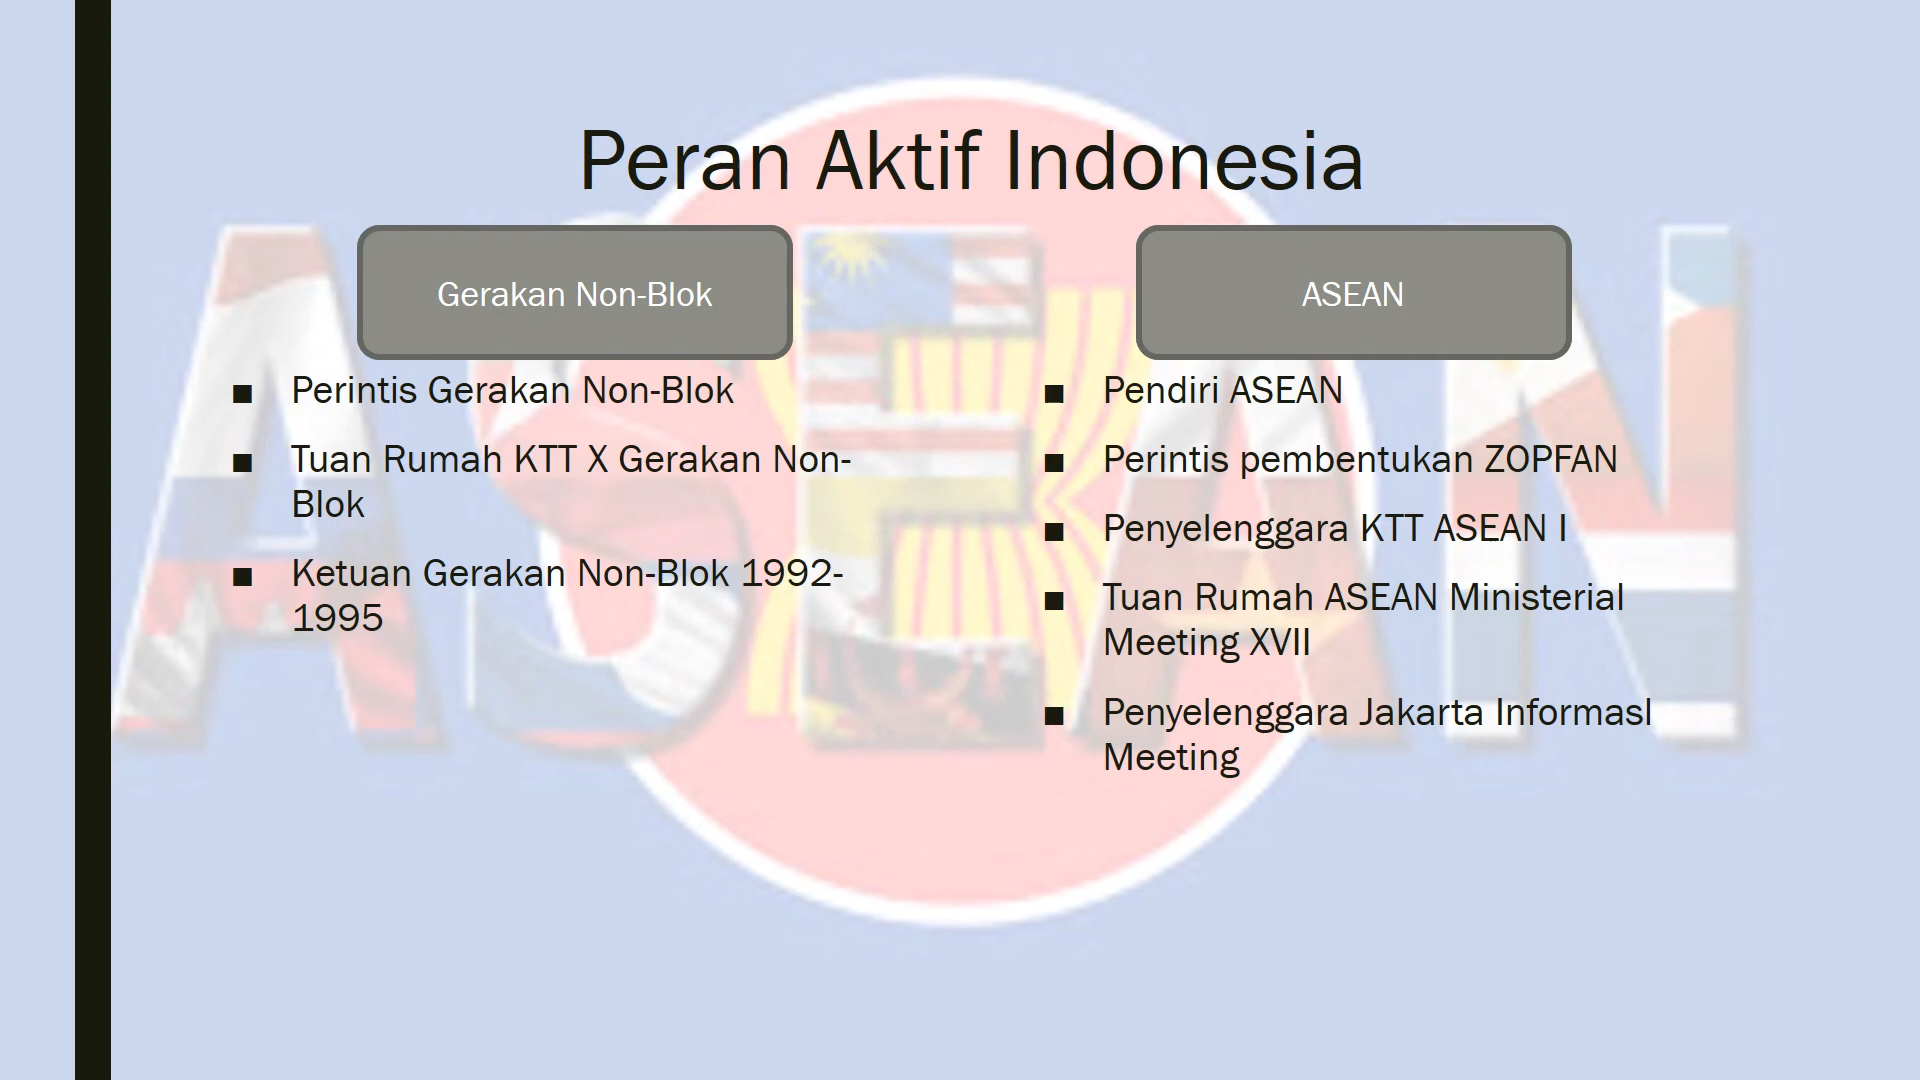 Peran Aktif Indonesia
Gerakan Non-Blok
Perintis Gerakan Non-Blok
Tuan Rumah KTT X Gerakan Non-
Blok
Ketuan Gerakan Non-Blok 1992-
1995
ASEAN
Pendiri ASEAN
Perintis pembentukan ZOPFAN
Penyelenggara KTT ASEAN I
Tuan Rumah ASEAN Ministerial
Meeting XVII
Penyelenggara Jakarta InformasI
Meeting
ASEAN